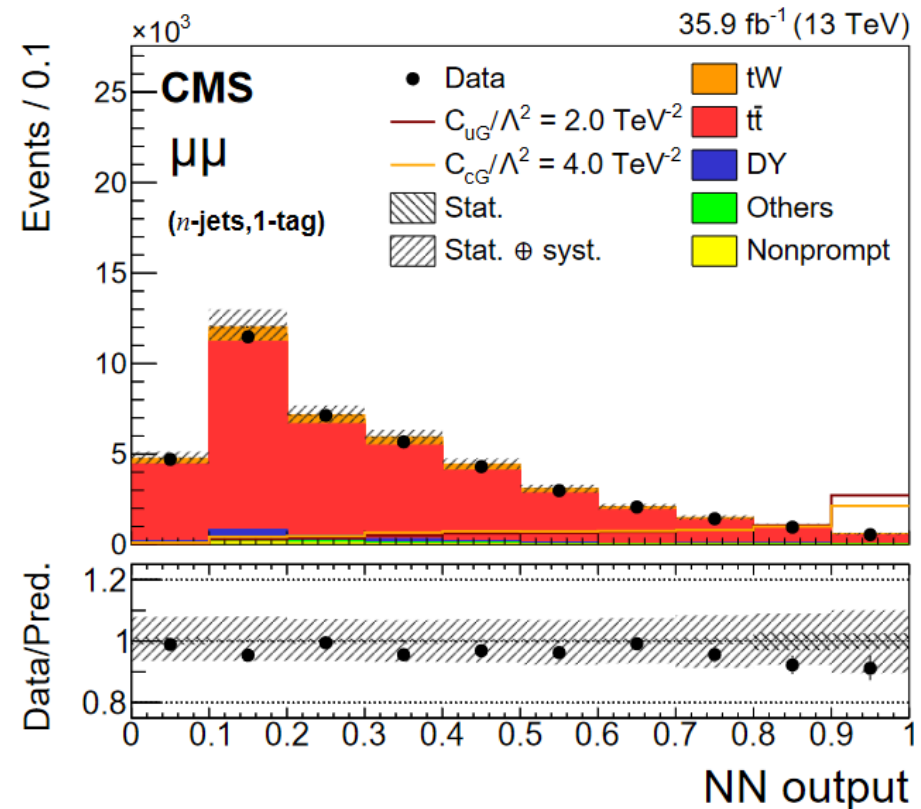 ×10³ 35.9 fb⁻¹ (13 TeV)
Events / 0.1
25
20
15
10
5
0
CMS
μμ
(n-jets,1-tag)
Data
C_uG/Λ² = 2.0 TeV⁻²
C_cG/Λ² = 4.0 TeV⁻²
Stat.
Stat. ⊕ syst.
tW
tt̄
DY
Others
Nonprompt
Data/Pred.
1.2
1
0.8
0 0.1 0.2 0.3 0.4 0.5 0.6 0.7 0.8 0.9 1
NN output